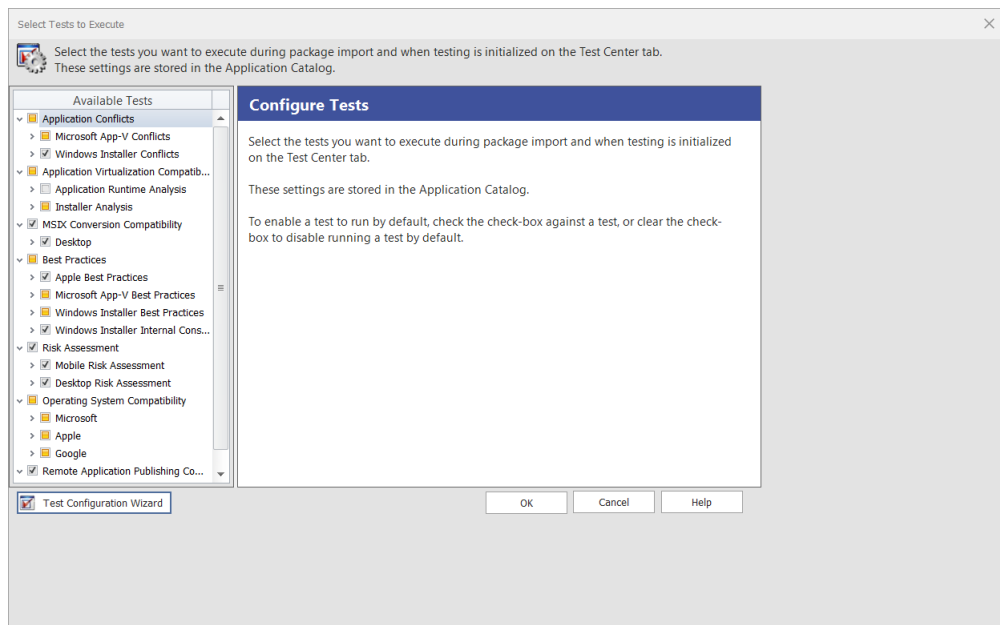 Select Tests to Execute
Select the tests you want to execute during package import and when testing is initialized on the Test Center tab.
These settings are stored in the Application Catalog.
Available Tests
Application Conflicts
Microsoft App-V Conflicts
Windows Installer Conflicts
Application Virtualization Compatib...
Application Runtime Analysis
Installer Analysis
MSIX Conversion Compatibility
Desktop
Best Practices
Apple Best Practices
Microsoft App-V Best Practices
Windows Installer Best Practices
Windows Installer Internal Cons...
Risk Assessment
Mobile Risk Assessment
Desktop Risk Assessment
Operating System Compatibility
Microsoft
Apple
Google
Remote Application Publishing Co...
Configure Tests
Select the tests you want to execute during package import and when testing is initialized
on the Test Center tab.
These settings are stored in the Application Catalog.
To enable a test to run by default, check the check-box against a test, or clear the check-
box to disable running a test by default.
Test Configuration Wizard
OK
Cancel
Help